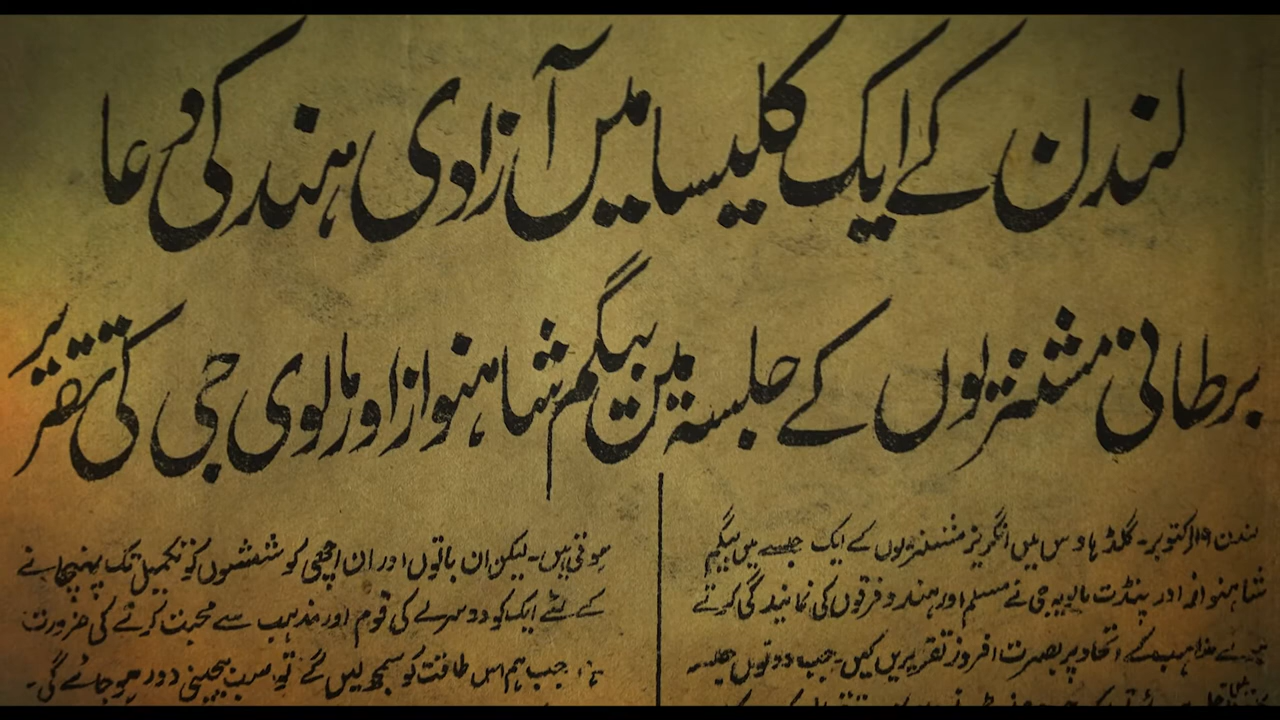 لندن کے ایک کلیسا میں آزادی ہند کی دعا
برطانی مشنریوں کے جلسہ میں بیگم شاہنواز اور مالوی جی کی تقریر
لندن ۱۹ اکتوبر۔ گلڈ ہاوس میں انگریز مشنریوں کے ایک جلسے میں بیگم
شاہنواز اور پنڈت مالویہ جی نے مسلم اور ہندو فرقوں کی نمائندگی کرتے
ہوئے مذاہب کے اتحاد پر بصیرت افروز تقریریں کیں۔ جب دونوں جلسہ
ہوتی ہیں۔ لیکن ان باتوں اور ان اچھی کوششوں کو تکمیل تک پہنچانے
کے لئے ایک کو دوسرے کی قوم اور مذہب سے محبت کرنے کی ضرورت
ہے، جب ہم اس طاقت کو سمجھ لیں گے تو سب بیچینی دور ہو جائے گی۔